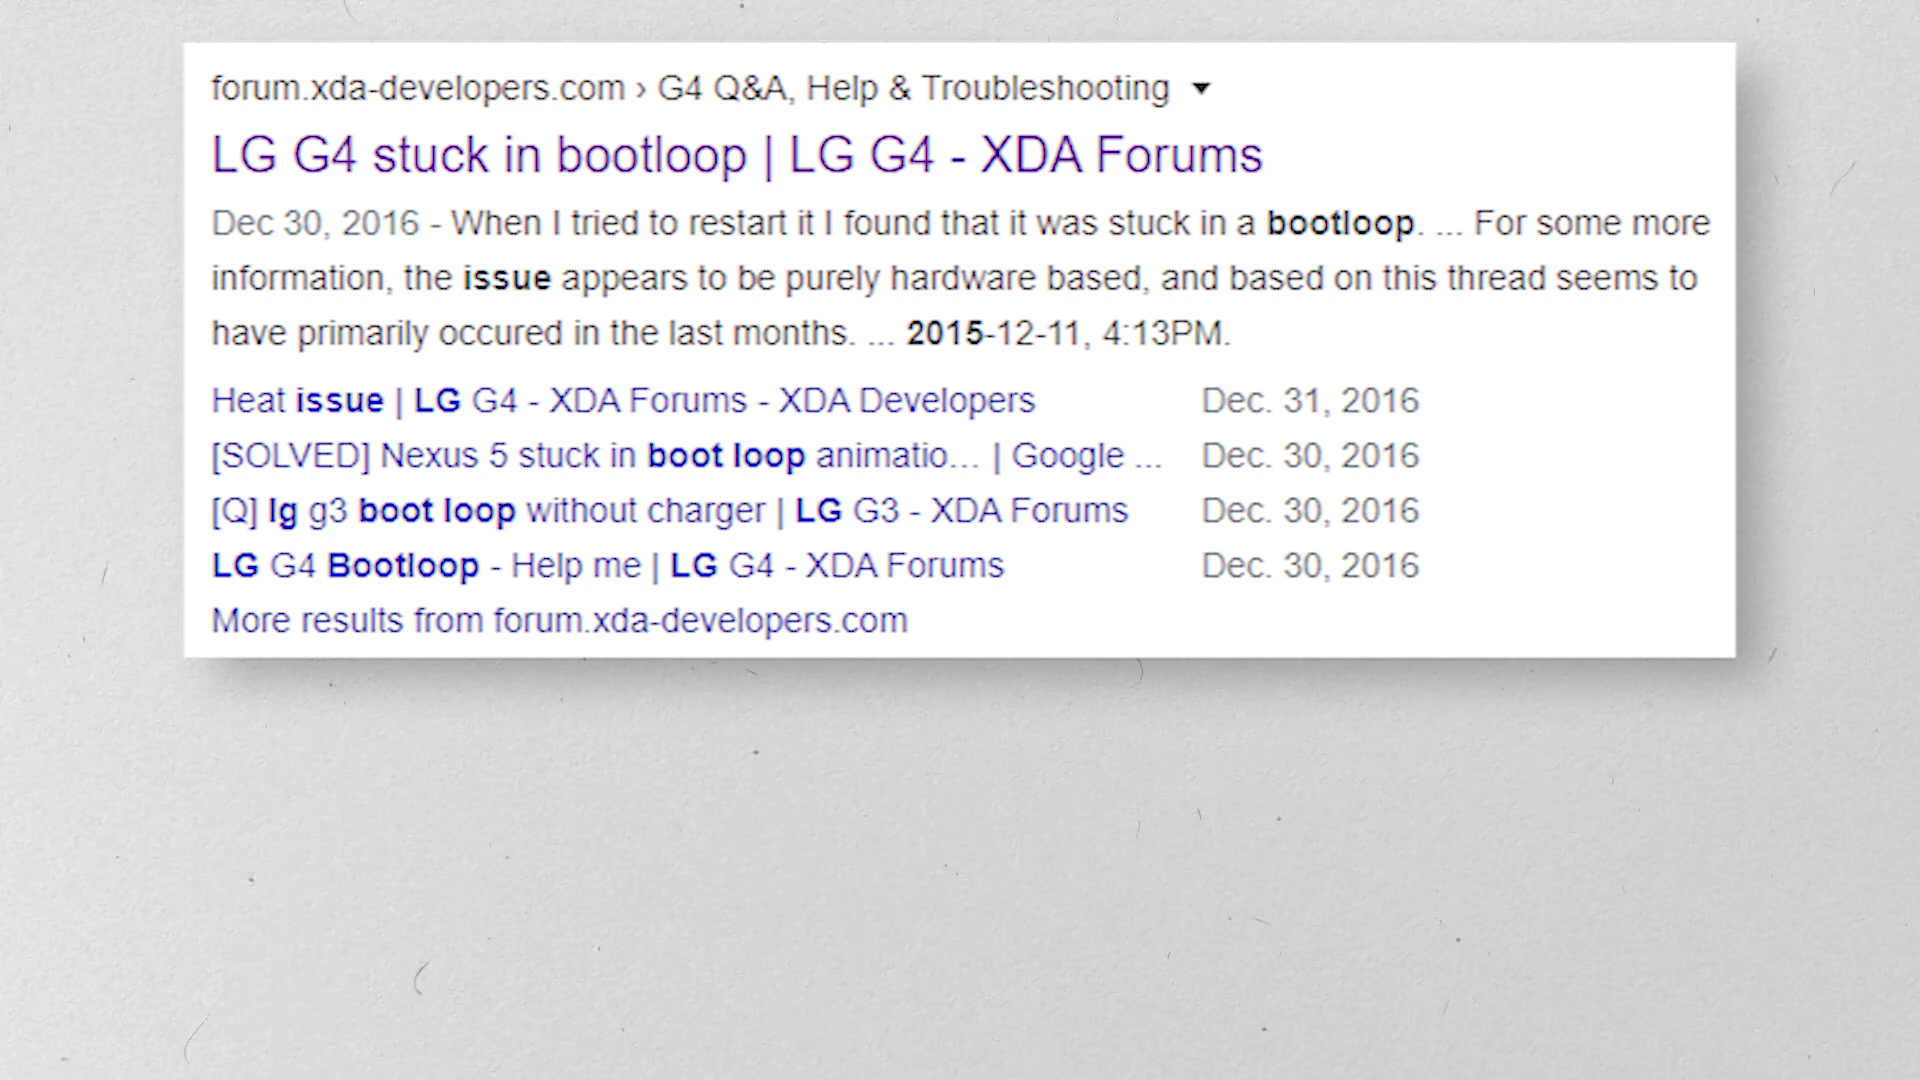 forum.xda-developers.com › G4 Q&A, Help & Troubleshooting
LG G4 stuck in bootloop | LG G4 - XDA Forums
Dec 30, 2016 - When I tried to restart it I found that it was stuck in a bootloop. ... For some more
information, the issue appears to be purely hardware based, and based on this thread seems to
have primarily occured in the last months. ... 2015-12-11, 4:13PM.
Heat issue | LG G4 - XDA Forums - XDA Developers Dec. 31, 2016
[SOLVED] Nexus 5 stuck in boot loop animatio... | Google ... Dec. 30, 2016
[Q] lg g3 boot loop without charger | LG G3 - XDA Forums Dec. 30, 2016
LG G4 Bootloop - Help me | LG G4 - XDA Forums Dec. 30, 2016
More results from forum.xda-developers.com